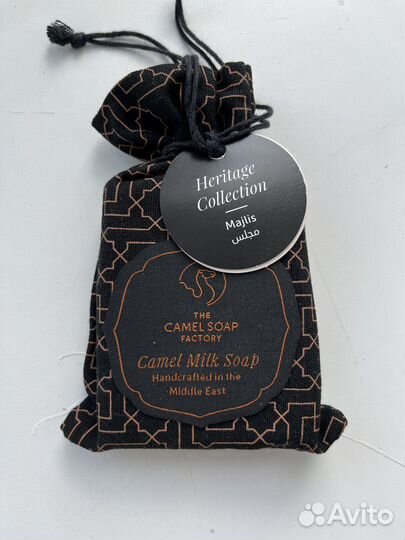 Heritage
Collection
Majlis
مجلس
THE
CAMEL SOAP
FACTORY
Camel Milk Soap
Handcrafted in the
Middle East
Avito